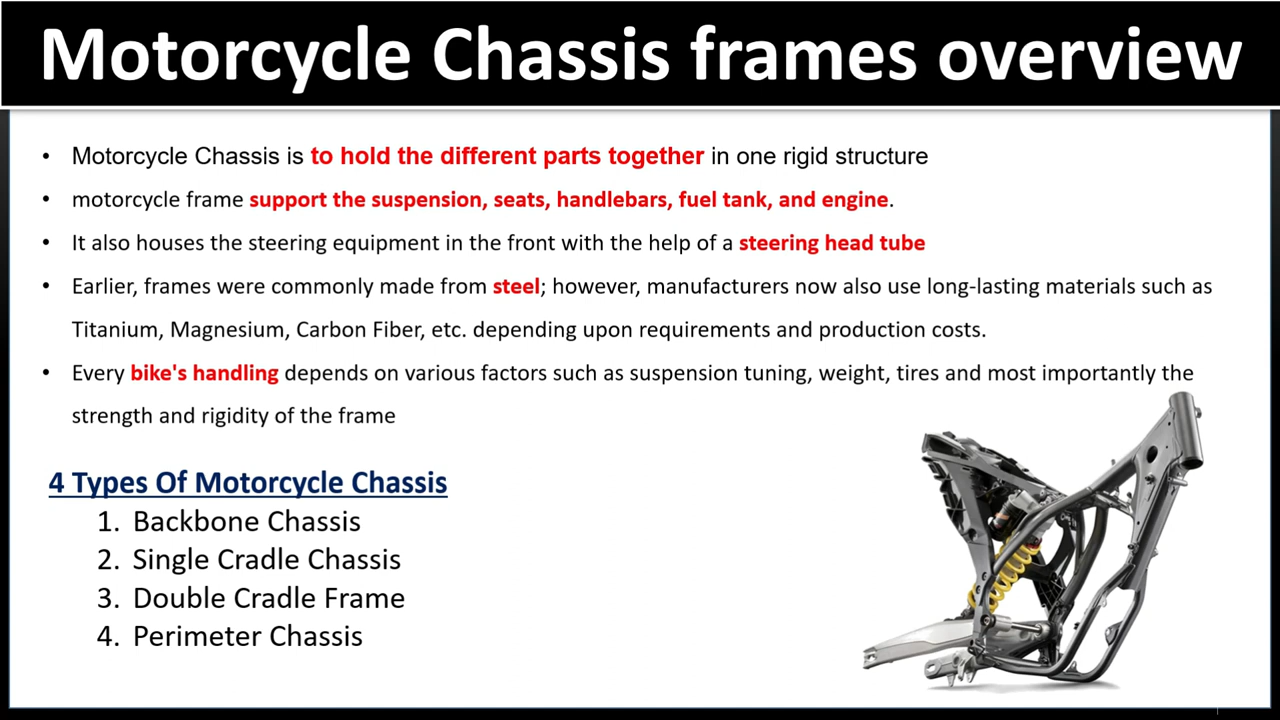 Motorcycle Chassis frames overview
• Motorcycle Chassis is to hold the different parts together in one rigid structure
• motorcycle frame support the suspension, seats, handlebars, fuel tank, and engine.
• It also houses the steering equipment in the front with the help of a steering head tube
• Earlier, frames were commonly made from steel; however, manufacturers now also use long-lasting materials such as
Titanium, Magnesium, Carbon Fiber, etc. depending upon requirements and production costs.
• Every bike's handling depends on various factors such as suspension tuning, weight, tires and most importantly the
strength and rigidity of the frame
4 Types Of Motorcycle Chassis
1. Backbone Chassis
2. Single Cradle Chassis
3. Double Cradle Frame
4. Perimeter Chassis